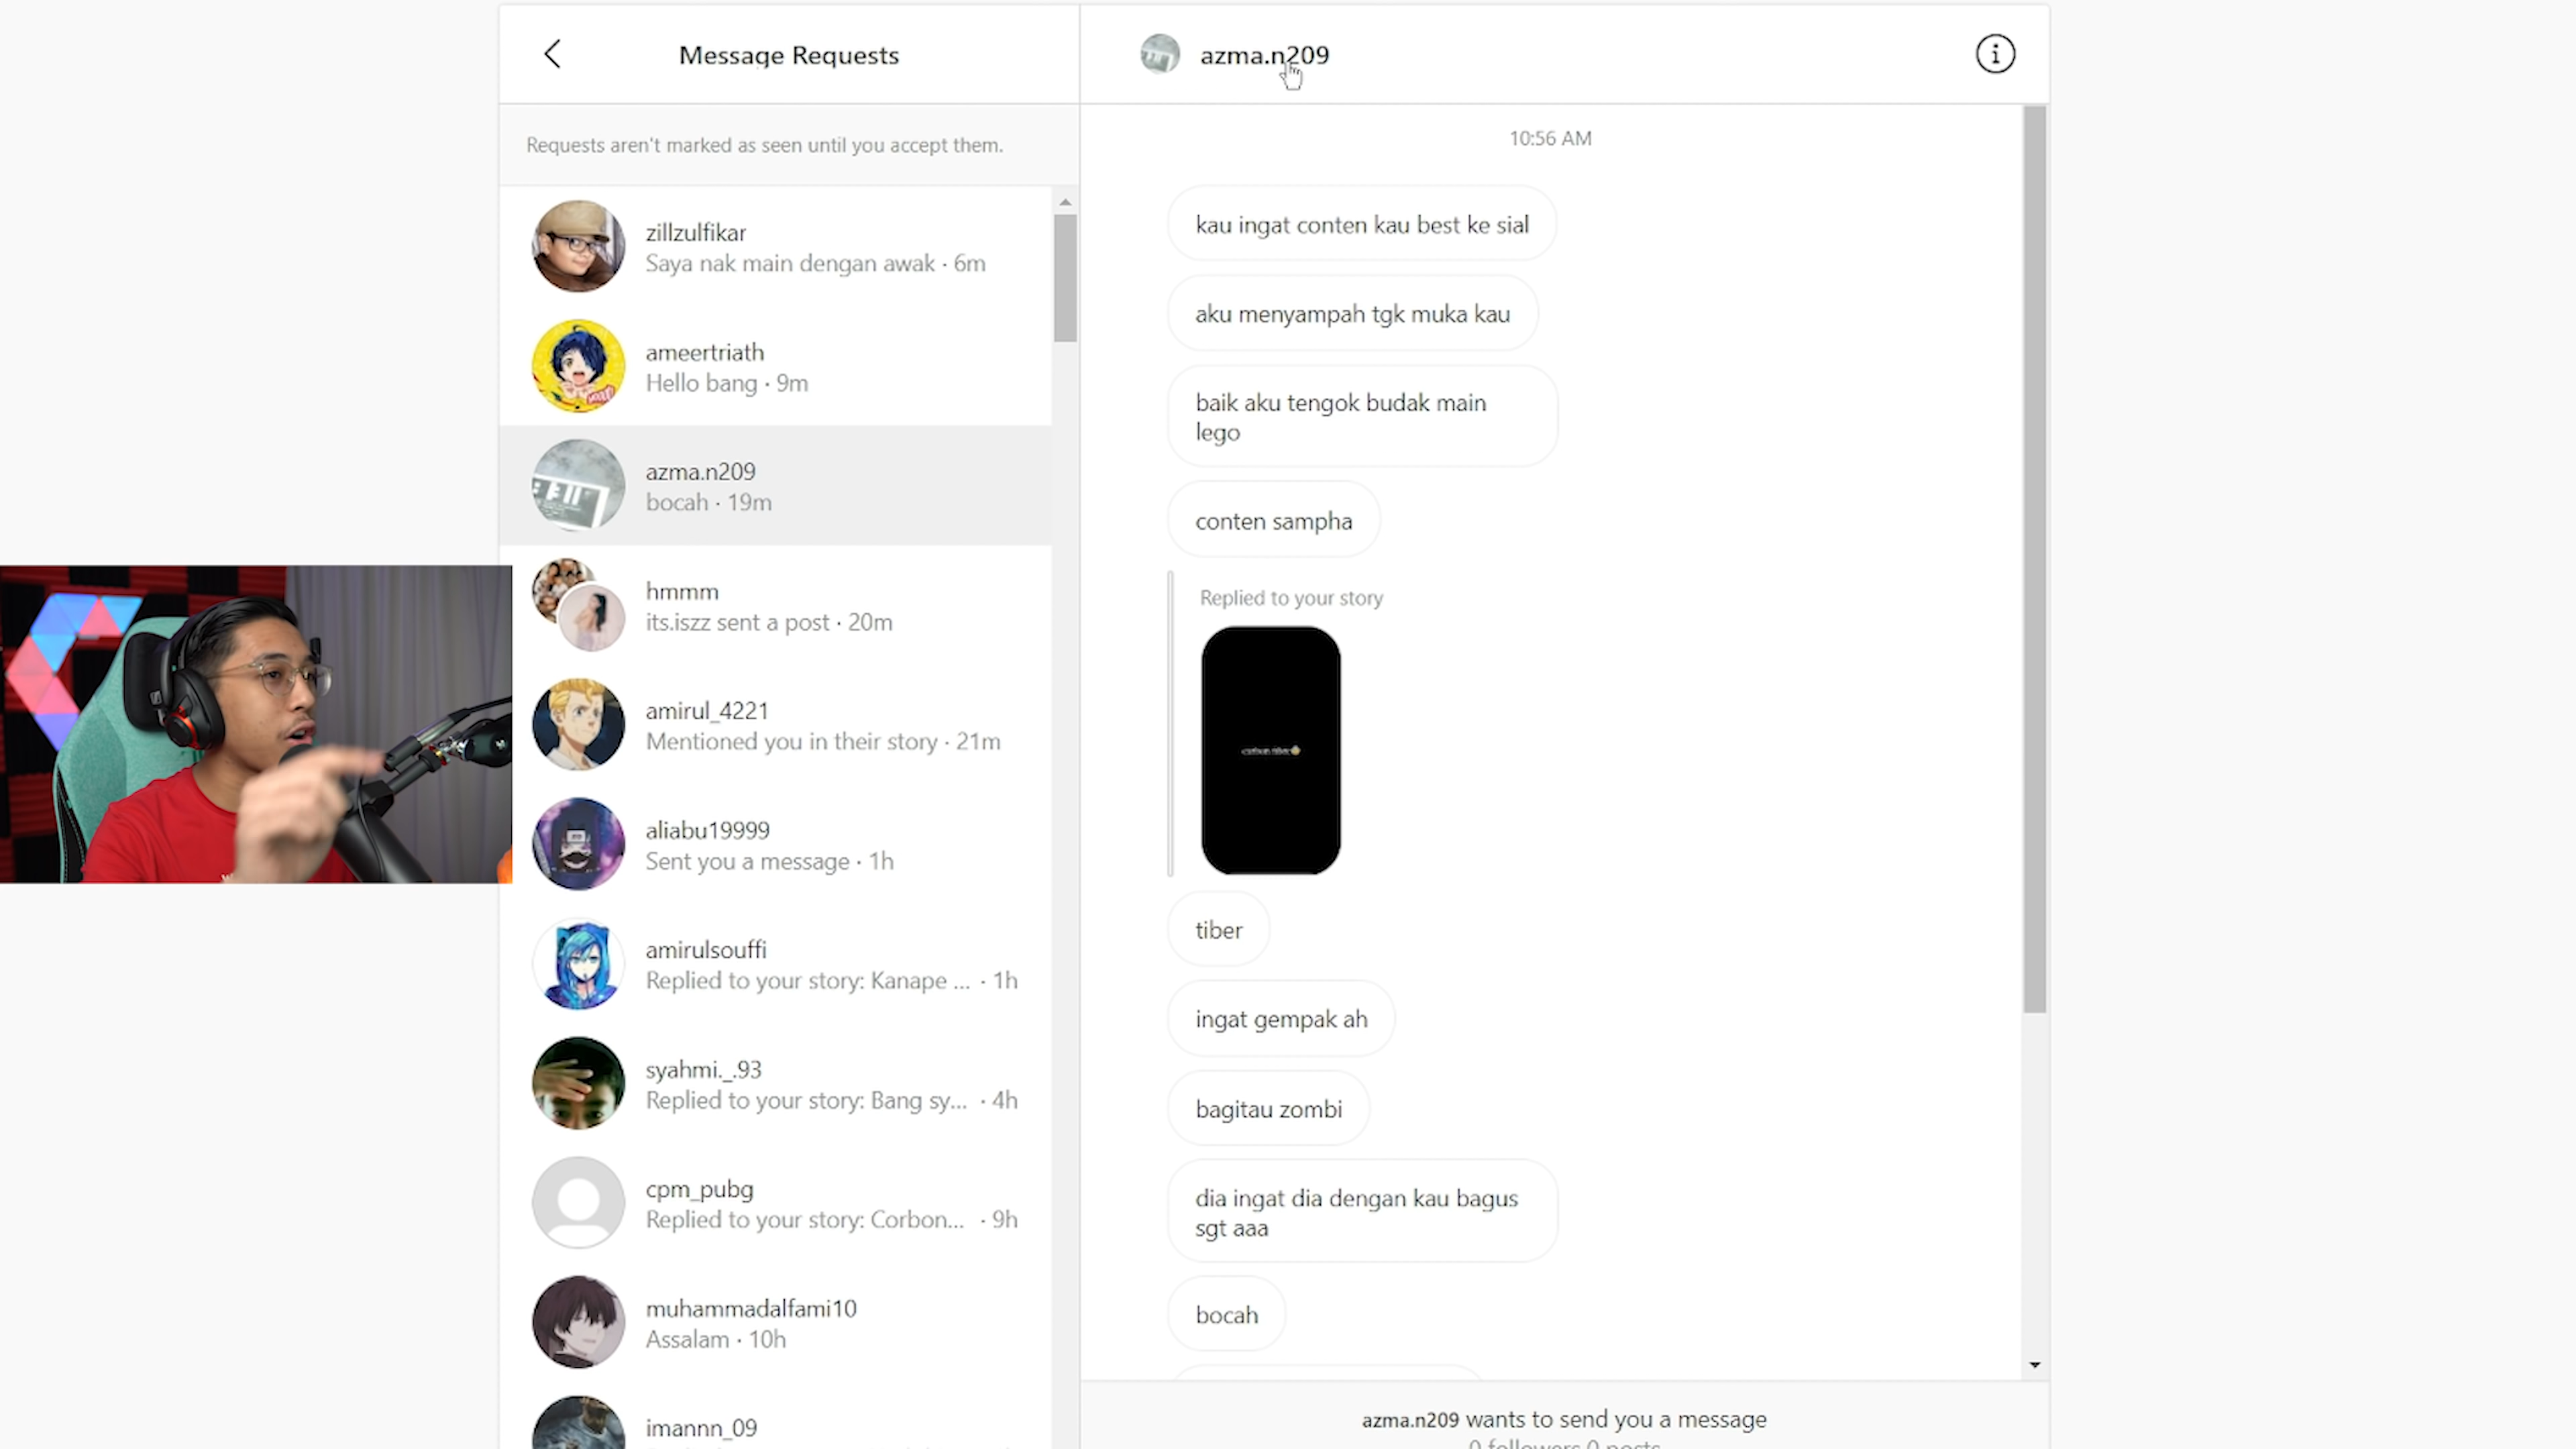 Message Requests
Requests aren't marked as seen until you accept them.
zillzulfikar
Saya nak main dengan awak · 6m
ameertriath
Hello bang · 9m
azma.n209
bocah · 19m
hmmm
its.iszz sent a post · 20m
amirul_4221
Mentioned you in their story · 21m
aliabu19999
Sent you a message · 1h
amirulsouffi
Replied to your story: Kanape ... · 1h
syahmi._.93
Replied to your story: Bang sy... · 4h
cpm_pubg
Replied to your story: Corbon... · 9h
muhammadalfami10
Assalam · 10h
imannn_09
azma.n209
10:56 AM
kau ingat conten kau best ke sial
aku menyampah tgk muka kau
baik aku tengok budak main
lego
conten sampha
Replied to your story
tiber
ingat gempak ah
bagitau zombi
dia ingat dia dengan kau bagus
sgt aaa
bocah
azma.n209 wants to send you a message
0 followers 0 posts